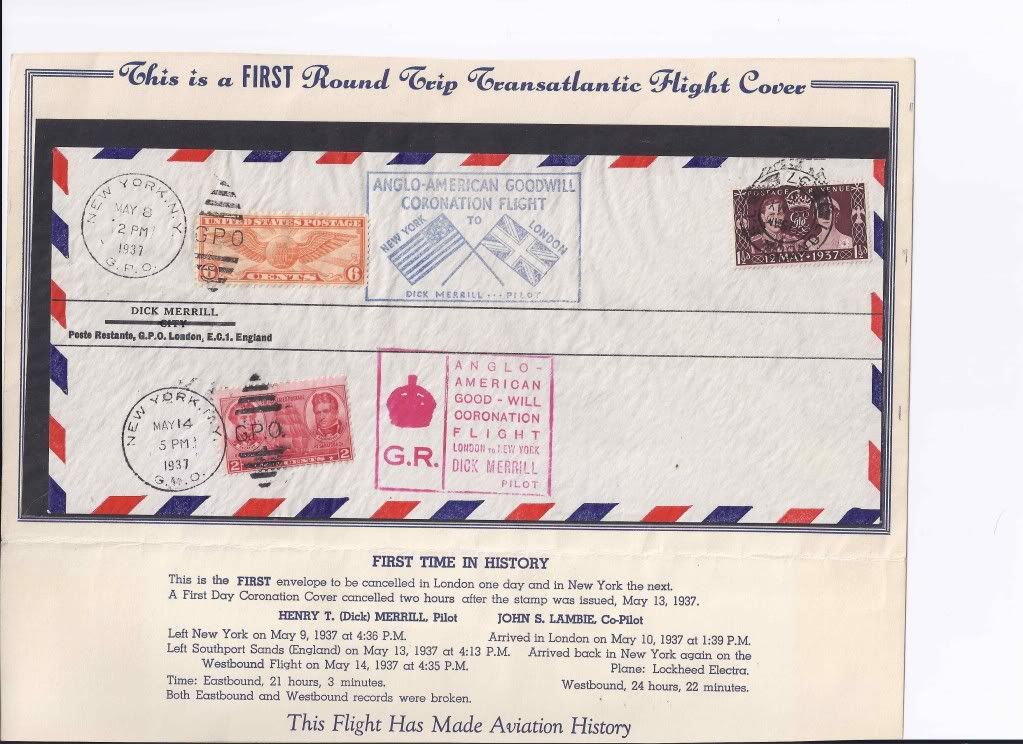 This is a FIRST Round Trip Transatlantic Flight Cover
NEW YORK, N.Y.
MAY 8
2 PM
1937
G.P.O.
G.P.O
UNITED STATES POSTAGE
6 CENTS 6
ANGLO-AMERICAN GOODWILL
CORONATION FLIGHT
TO
NEW YORK
LONDON
DICK MERRILL ... PILOT
POSTAGE REVENUE
1½ 12 MAY · 1937 1½
DICK MERRILL
CITY
Poste Restante, G.P.O. London, E.C.1. England
NEW YORK, N.Y.
MAY 14
5 PM
1937
G.P.O.
G.P.O.
2 CENTS 2
G.R.
ANGLO-
AMERICAN
GOOD-WILL
CORONATION
FLIGHT
LONDON TO NEW YORK
DICK MERRILL
PILOT
FIRST TIME IN HISTORY
This is the FIRST envelope to be cancelled in London one day and in New York the next.
A First Day Coronation Cover cancelled two hours after the stamp was issued, May 13, 1937.
HENRY T. (Dick) MERRILL, Pilot JOHN S. LAMBIE, Co-Pilot
Left New York on May 9, 1937 at 4:36 P.M. Arrived in London on May 10, 1937 at 1:39 P.M.
Left Southport Sands (England) on May 13, 1937 at 4:13 P.M. Arrived back in New York again on the
Westbound Flight on May 14, 1937 at 4:35 P.M. Plane: Lockheed Electra.
Time: Eastbound, 21 hours, 3 minutes. Westbound, 24 hours, 22 minutes.
Both Eastbound and Westbound records were broken.
This Flight Has Made Aviation History